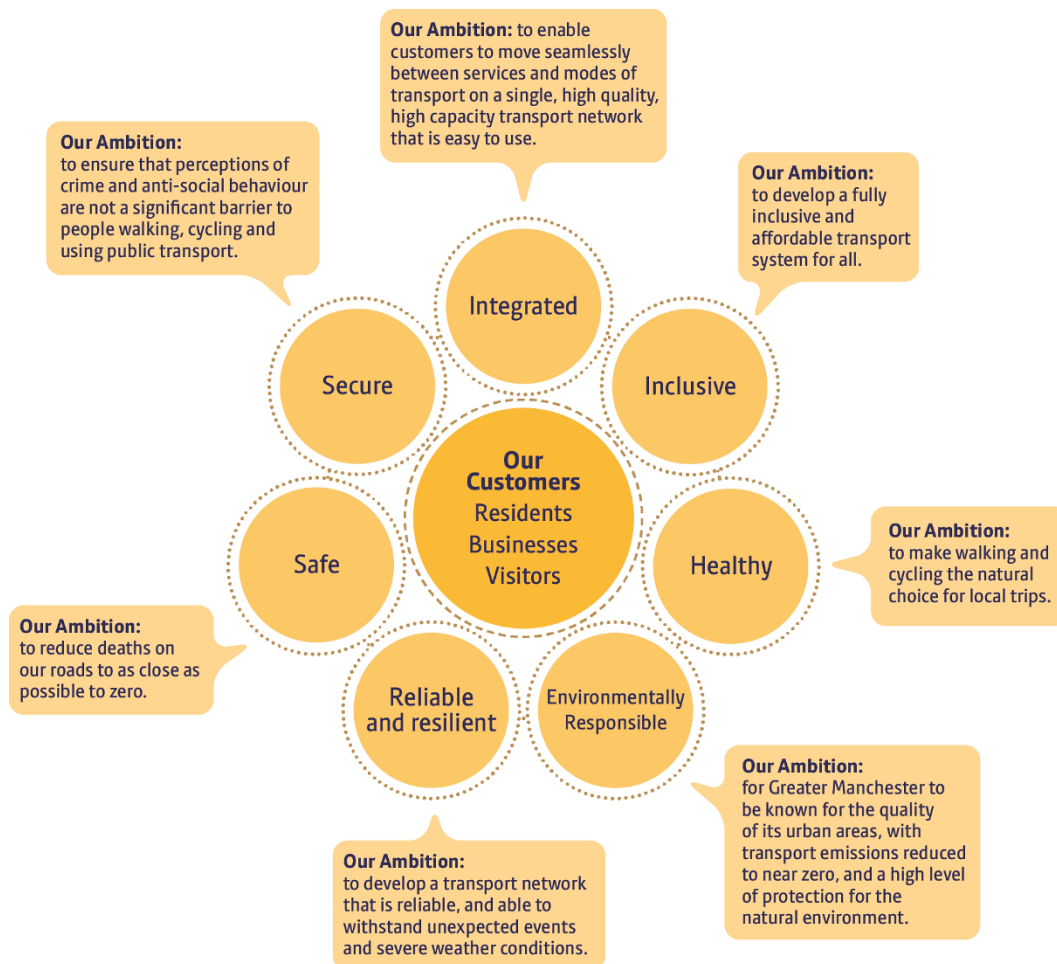 Our Ambition: to enable
customers to move seamlessly
between services and modes of
transport on a single, high quality,
high capacity transport network
that is easy to use.
Our Ambition:
to ensure that perceptions of
crime and anti-social behaviour
are not a significant barrier to
people walking, cycling and
using public transport.
Our Ambition:
to develop a fully
inclusive and
affordable transport
system for all.
Integrated
Secure
Inclusive
Our
Customers
Residents
Businesses
Visitors
Safe
Healthy
Our Ambition:
to make walking and
cycling the natural
choice for local trips.
Our Ambition:
to reduce deaths on
our roads to as close as
possible to zero.
Reliable
and resilient
Environmentally
Responsible
Our Ambition:
for Greater Manchester to
be known for the quality
of its urban areas, with
transport emissions reduced
to near zero, and a high level
of protection for the
natural environment.
Our Ambition:
to develop a transport network
that is reliable, and able to
withstand unexpected events
and severe weather conditions.